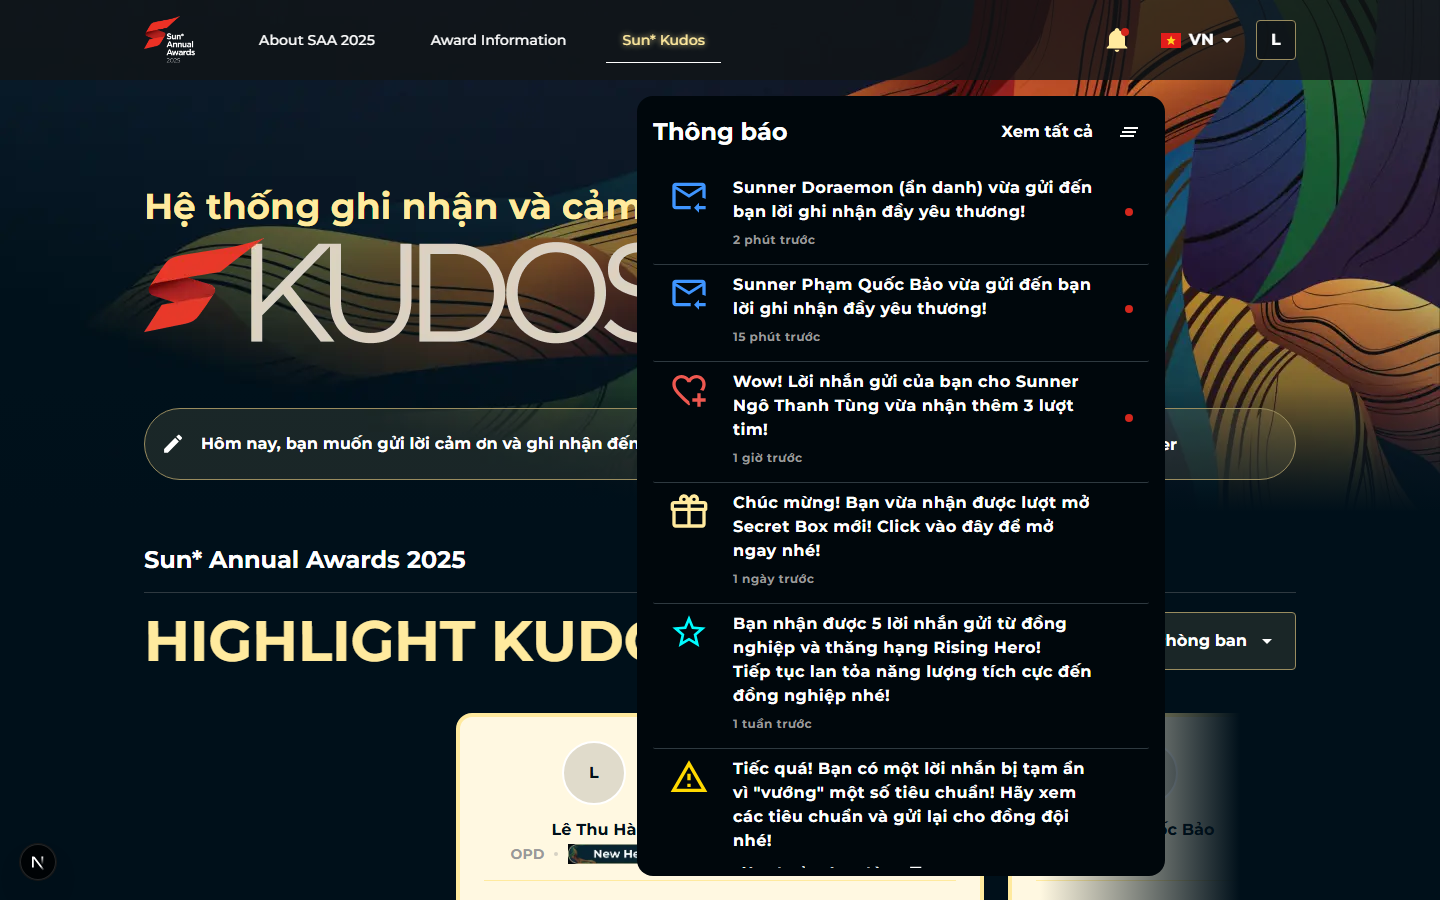 Sun*
Annual
Awards
2025
About SAA 2025
Award Information
Sun* Kudos
VN
L
Thông báo
Xem tất cả
Hệ thống ghi nhận và cảm
KUDOS
Hôm nay, bạn muốn gửi lời cảm ơn và ghi nhận đến
er
Sunner Doraemon (ẩn danh) vừa gửi đến
bạn lời ghi nhận đầy yêu thương!
2 phút trước
Sunner Phạm Quốc Bảo vừa gửi đến bạn
lời ghi nhận đầy yêu thương!
15 phút trước
Wow! Lời nhắn gửi của bạn cho Sunner
Ngô Thanh Tùng vừa nhận thêm 3 lượt
tim!
1 giờ trước
Chúc mừng! Bạn vừa nhận được lượt mở
Secret Box mới! Click vào đây để mở
ngay nhé!
1 ngày trước
Bạn nhận được 5 lời nhắn gửi từ đồng
nghiệp và thăng hạng Rising Hero!
Tiếp tục lan tỏa năng lượng tích cực đến
đồng nghiệp nhé!
1 tuần trước
Tiếc quá! Bạn có một lời nhắn bị tạm ẩn
vì "vướng" một số tiêu chuẩn! Hãy xem
các tiêu chuẩn và gửi lại cho đồng đội
nhé!
Sun* Annual Awards 2025
HIGHLIGHT KUDO
hòng ban
L
Lê Thu Hà
OPD
New He
ốc Bảo
N